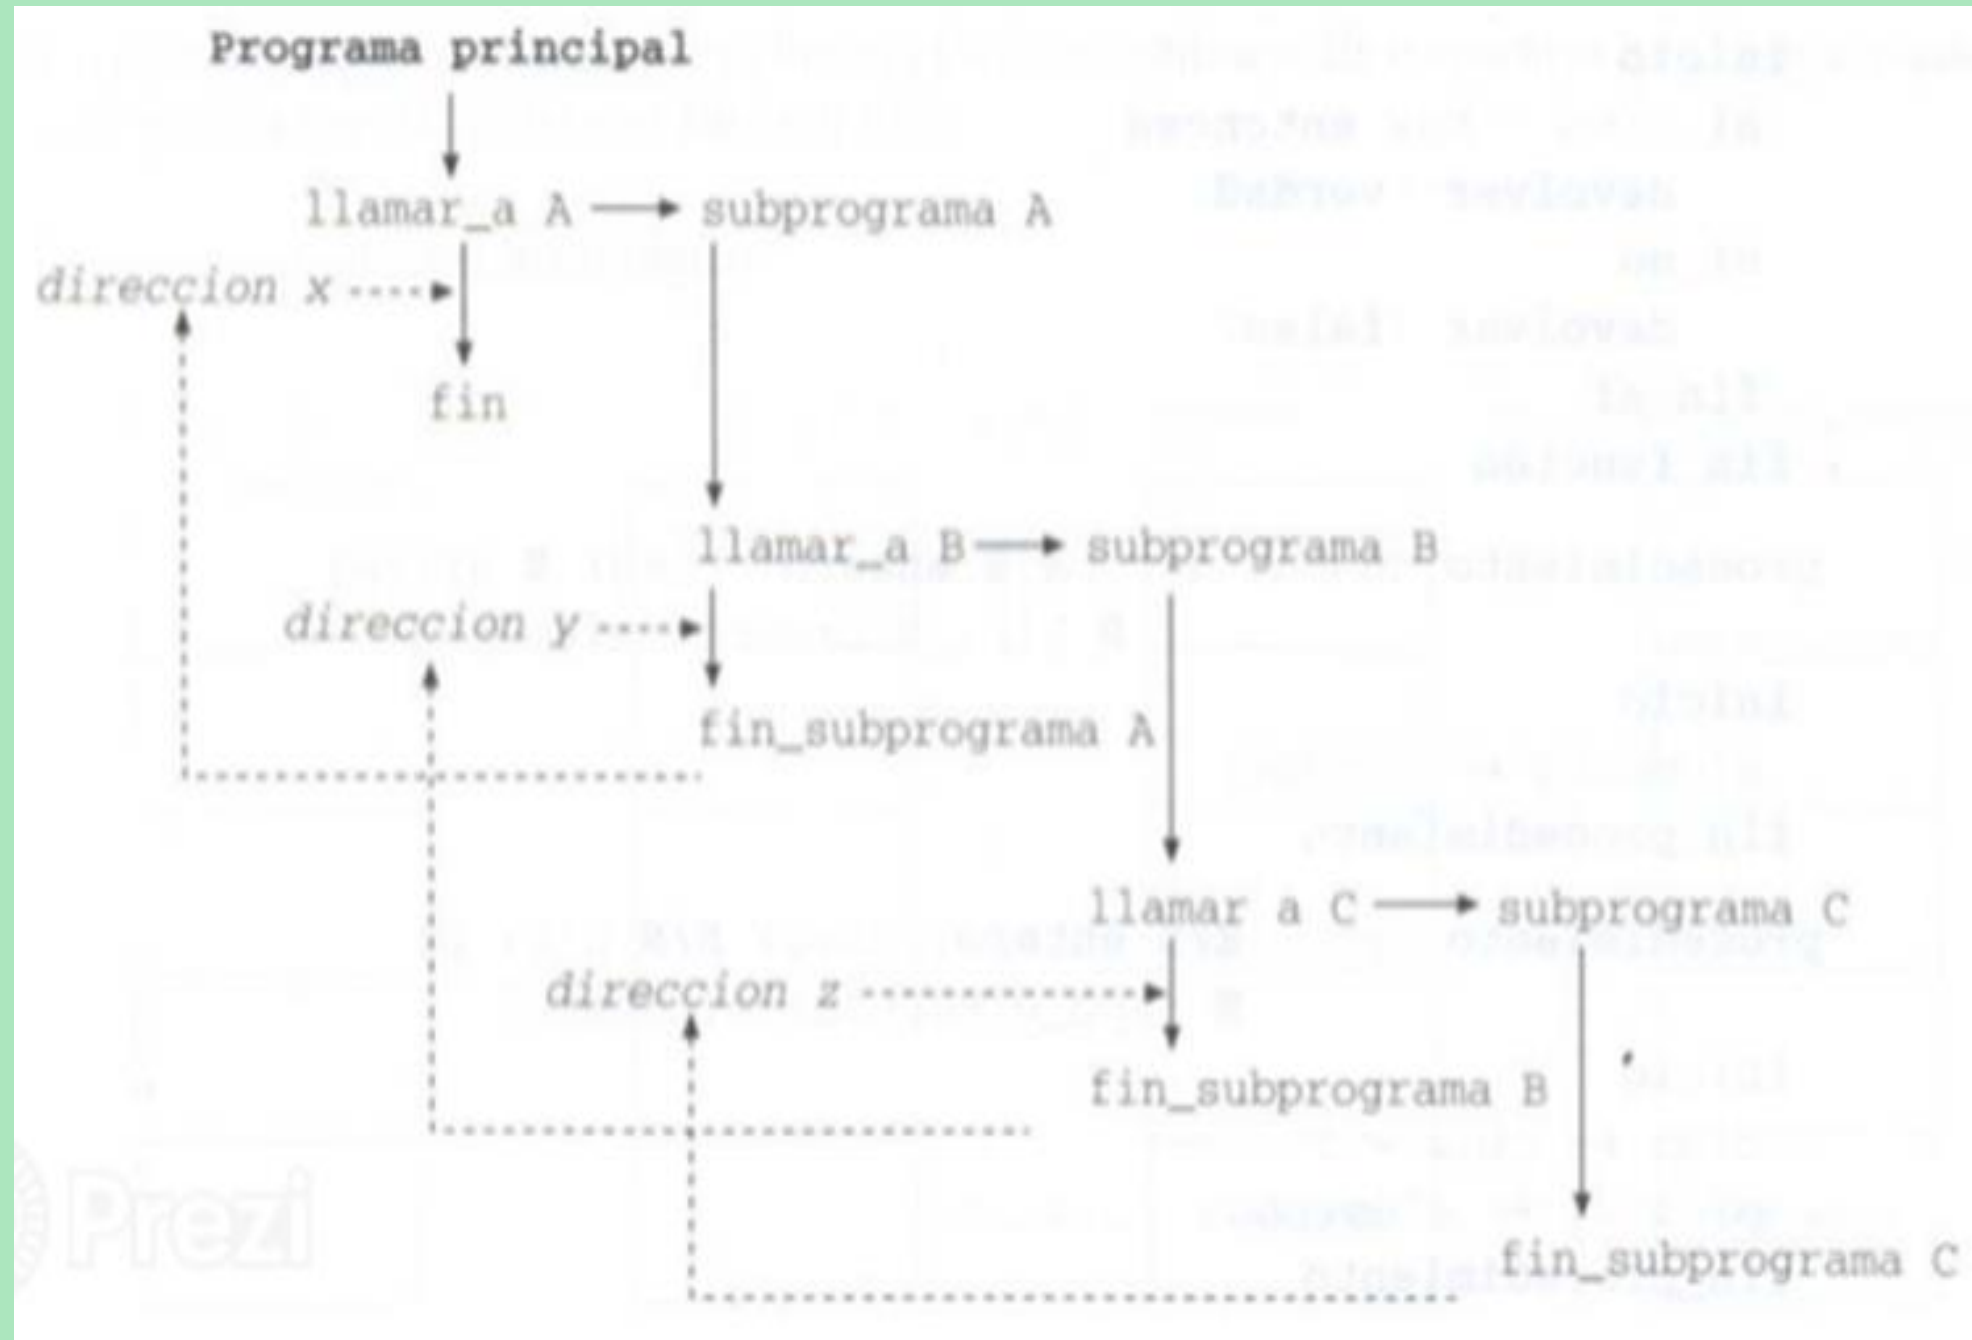 Programa principal
llamar_a A
subprograma A
direccion x
fin
llamar_a B
subprograma B
direccion y
fin_subprograma A
llamar a C
subprograma C
direccion z
fin_subprograma B
fin_subprograma C
Prezi